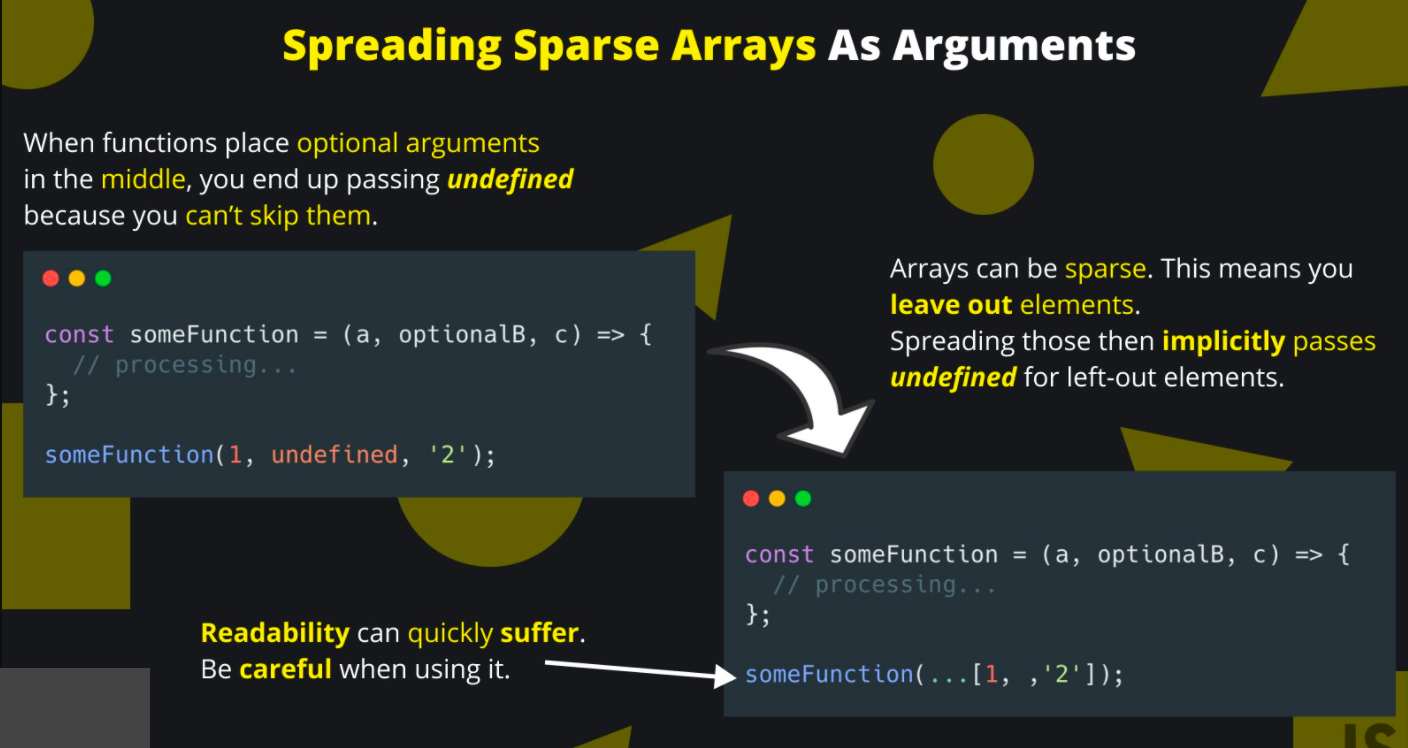 Spreading Sparse Arrays As Arguments
When functions place optional arguments
in the middle, you end up passing undefined
because you can't skip them.
const someFunction = (a, optionalB, c) => {
  // processing...
};
someFunction(1, undefined, '2');
Arrays can be sparse. This means you
leave out elements.
Spreading those then implicitly passes
undefined for left-out elements.
const someFunction = (a, optionalB, c) => {
  // processing...
};
someFunction(...[1, ,'2']);
Readability can quickly suffer.
Be careful when using it.
JS